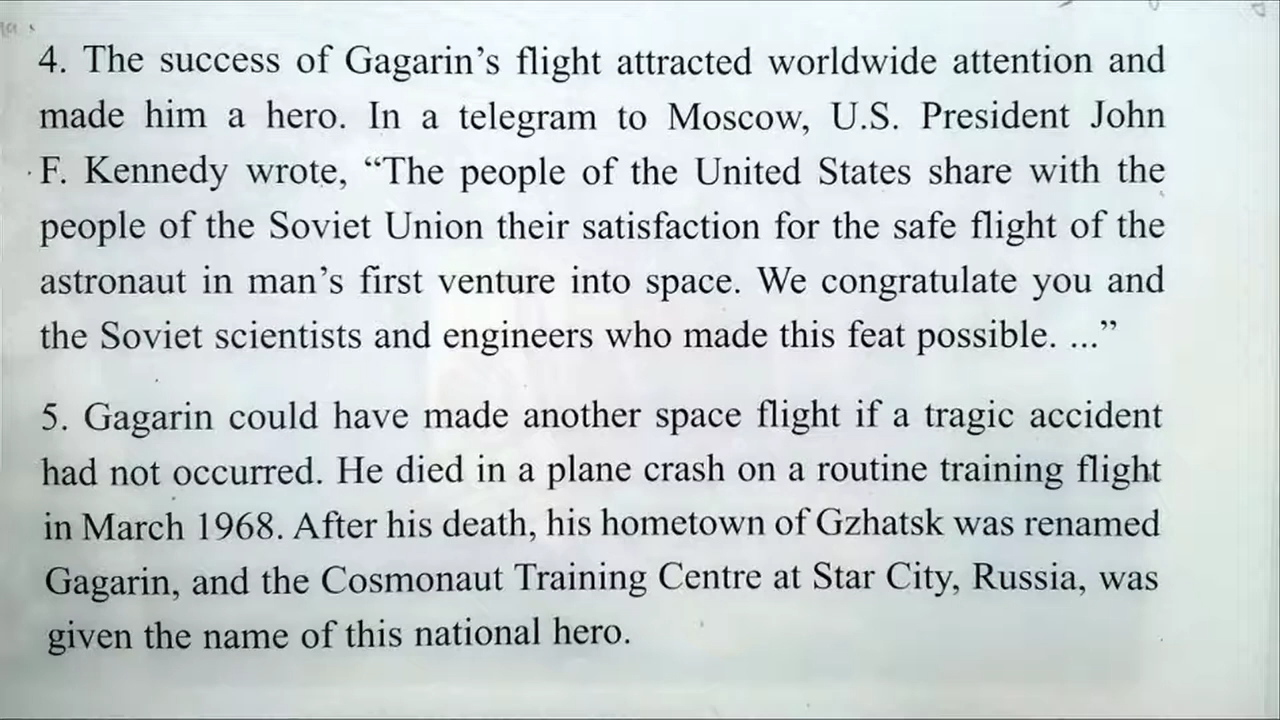 4. The success of Gagarin's flight attracted worldwide attention and
made him a hero. In a telegram to Moscow, U.S. President John
F. Kennedy wrote, “The people of the United States share with the
people of the Soviet Union their satisfaction for the safe flight of the
astronaut in man's first venture into space. We congratulate you and
the Soviet scientists and engineers who made this feat possible. ...”
5. Gagarin could have made another space flight if a tragic accident
had not occurred. He died in a plane crash on a routine training flight
in March 1968. After his death, his hometown of Gzhatsk was renamed
Gagarin, and the Cosmonaut Training Centre at Star City, Russia, was
given the name of this national hero.